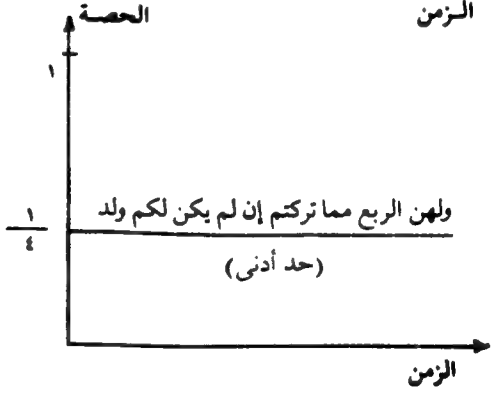 الزمن
الحصة
١
ولهن الربع مما تركتم إن لم يكن لكم ولد
١
٤
(حد أدنى)
الزمن